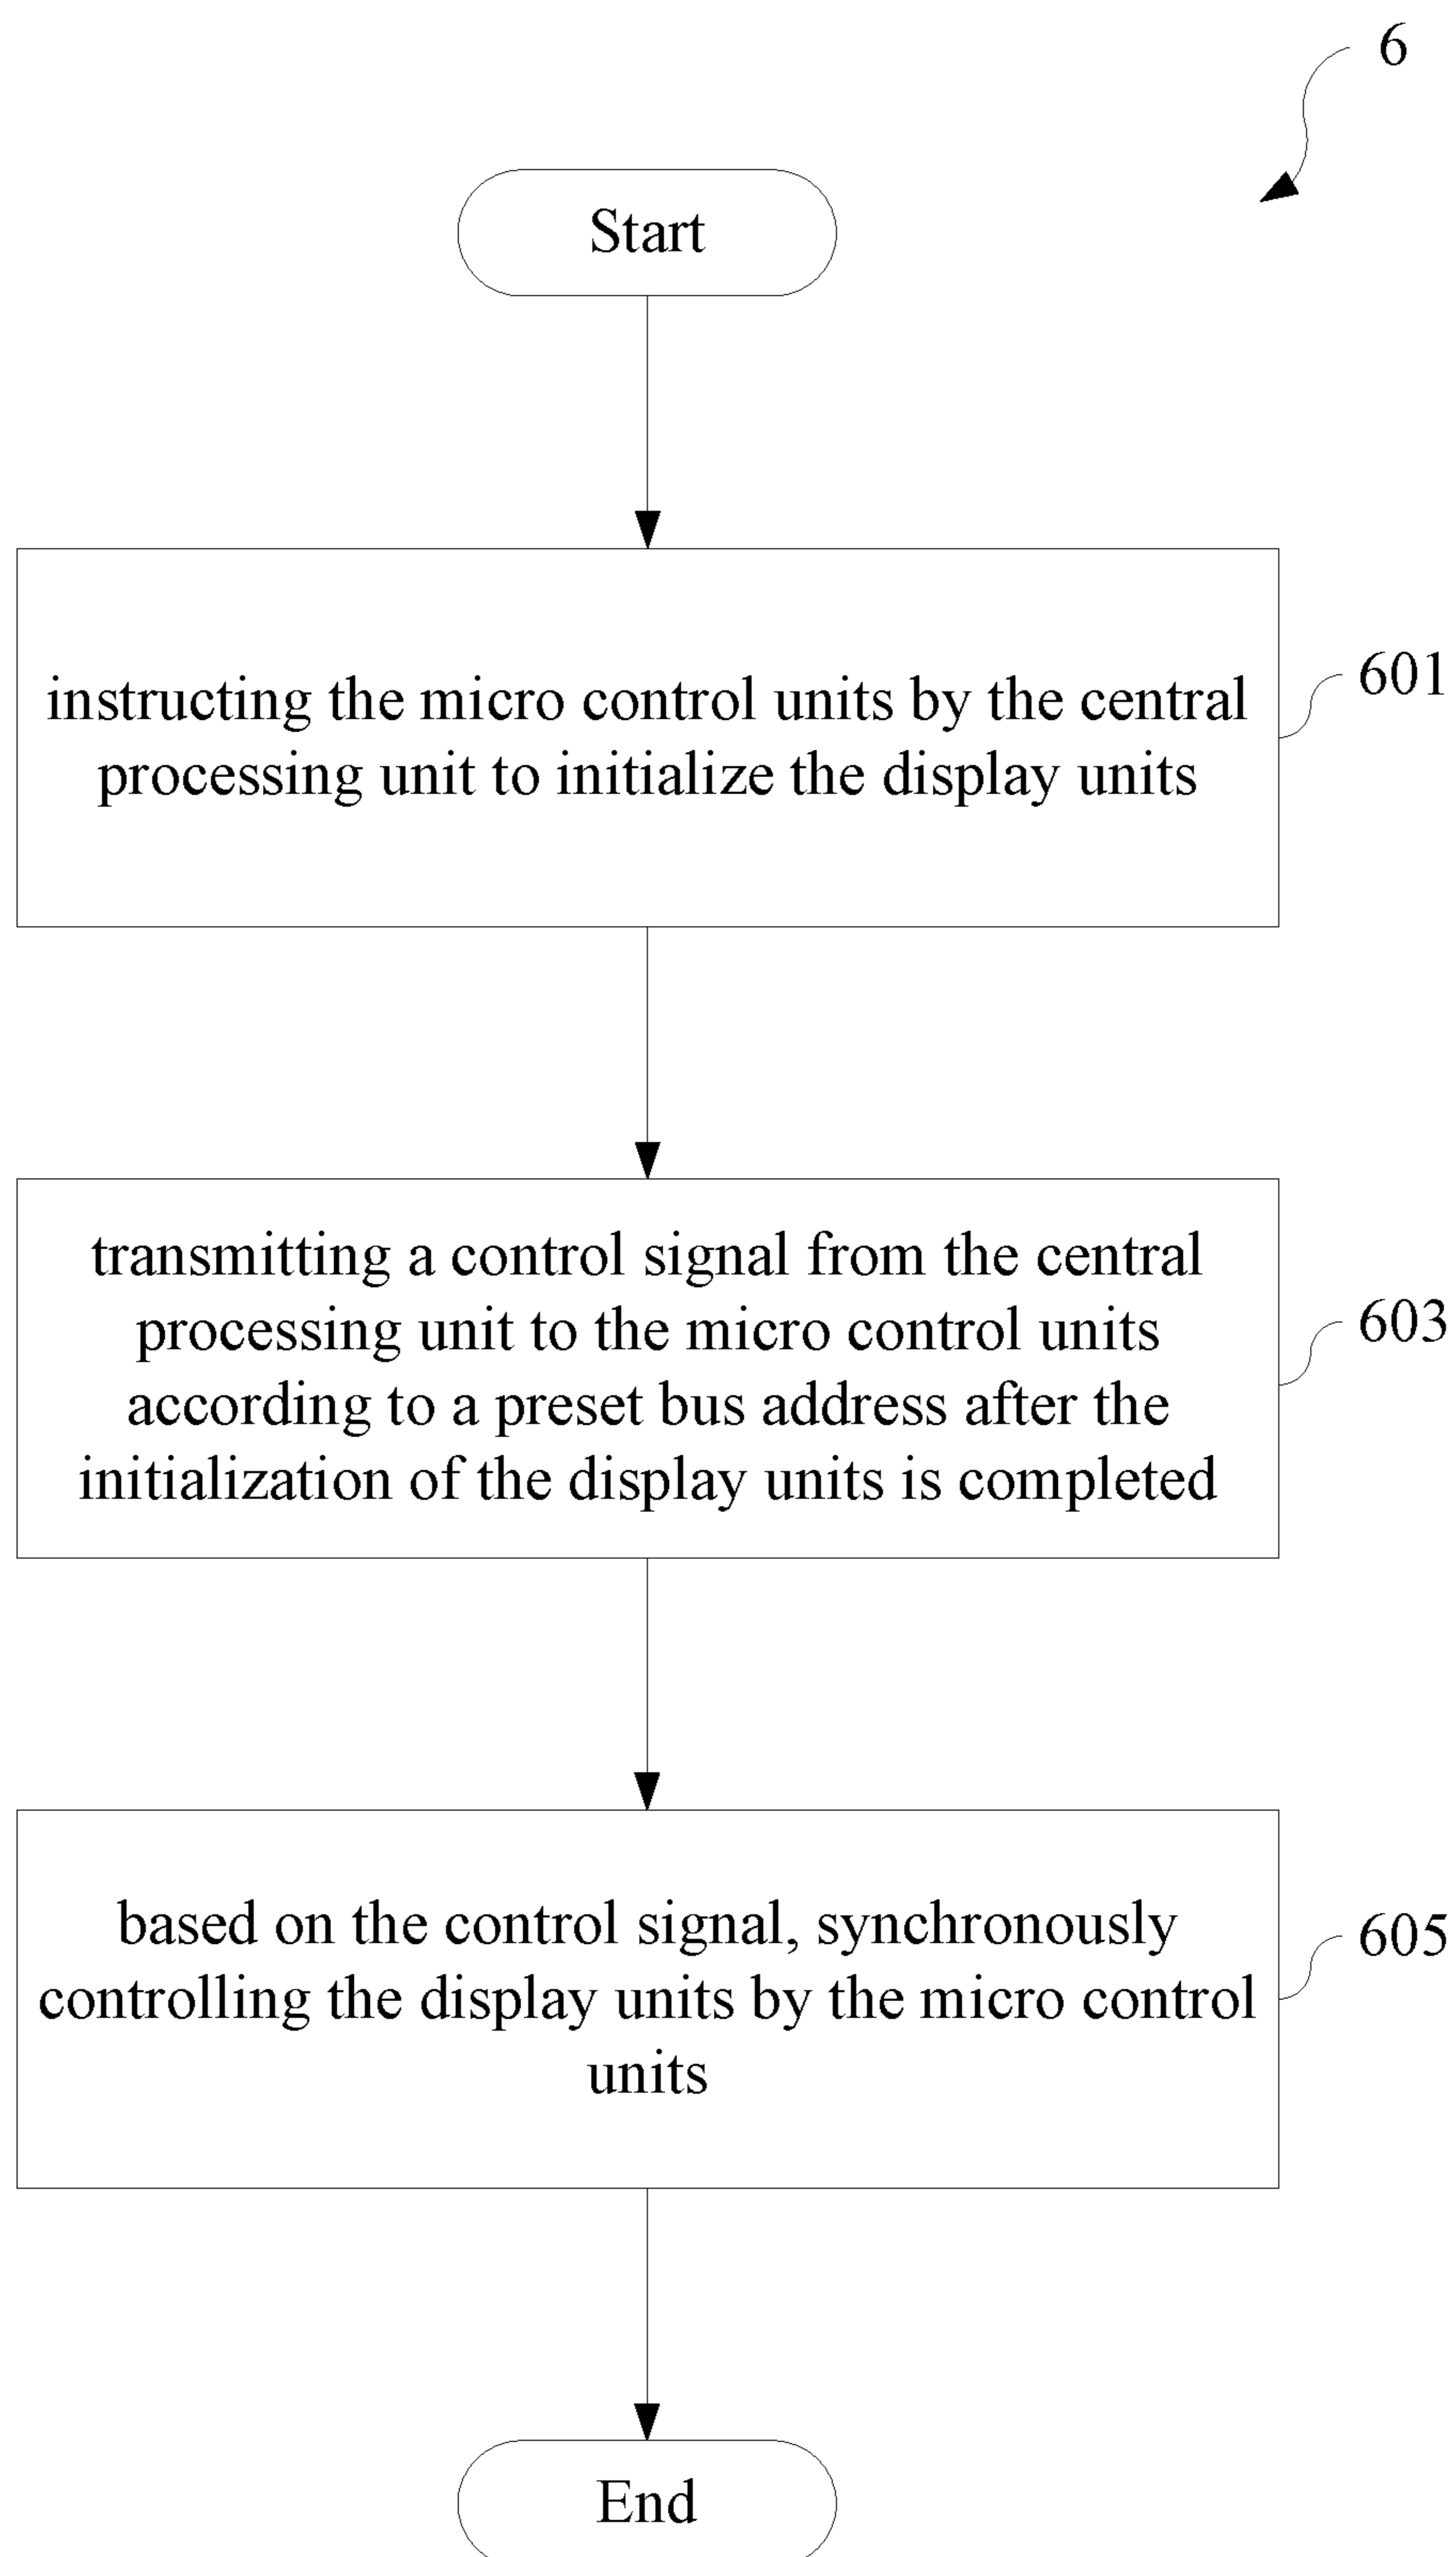 6
Start
instructing the micro control units by the central
processing unit to initialize the display units
601
transmitting a control signal from the central
processing unit to the micro control units
according to a preset bus address after the
initialization of the display units is completed
603
based on the control signal, synchronously
controlling the display units by the micro control
units
605
End